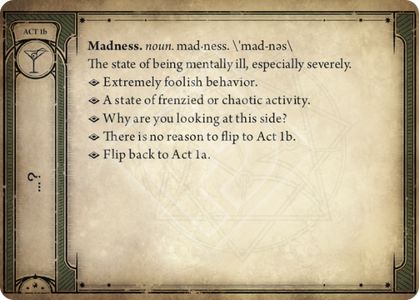 ACT 1b
Madness. noun. mad·ness. \'mad-nəs\
The state of being mentally ill, especially severely.
Extremely foolish behavior.
A state of frenzied or chaotic activity.
Why are you looking at this side?
There is no reason to flip to Act 1b.
Flip back to Act 1a.
...?